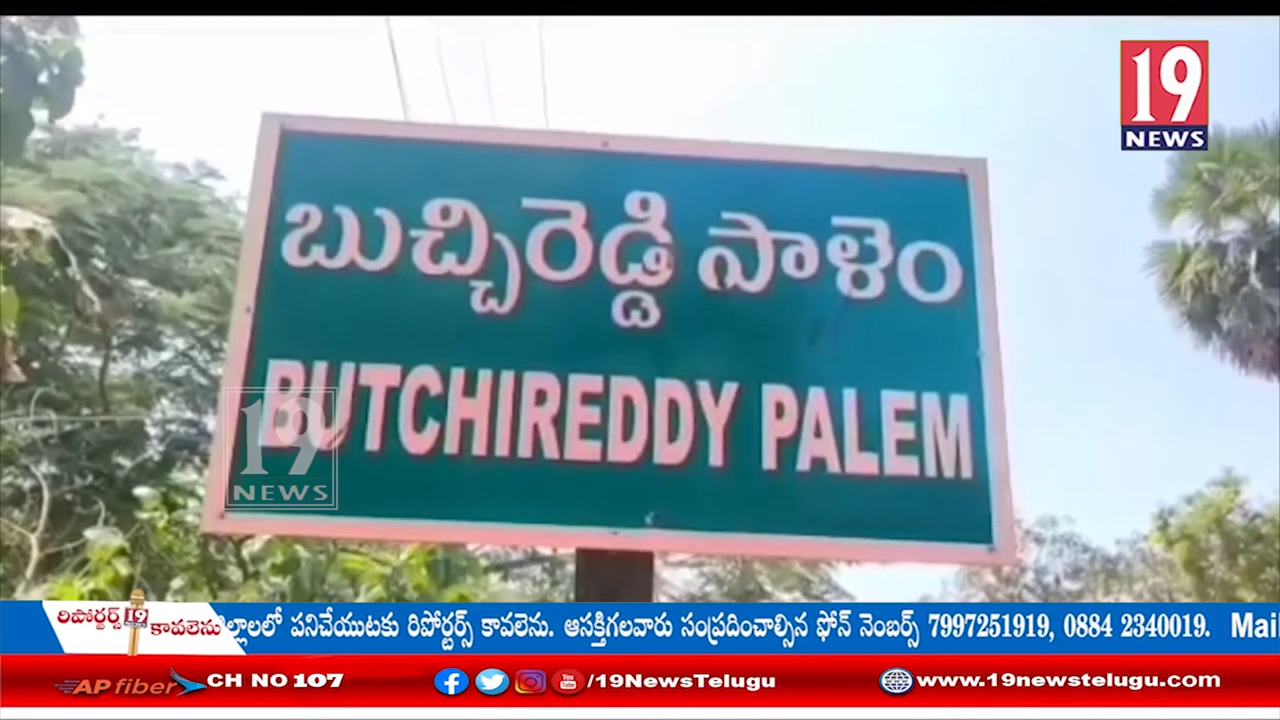 19
NEWS
బుచ్చిరెడ్డి పాళెం
BUTCHIREDDY PALEM
19
NEWS
రిపోర్టర్స్ 19
కావలెను
ల్లాలలో పనిచేయుటకు రిపోర్టర్స్ కావలెను. ఆసక్తిగలవారు సంప్రదించాల్సిన ఫోన్ నెంబర్స్ 7997251919, 0884 2340019. Mail
AP fiber CH NO 107 /19NewsTelugu www.19newstelugu.com